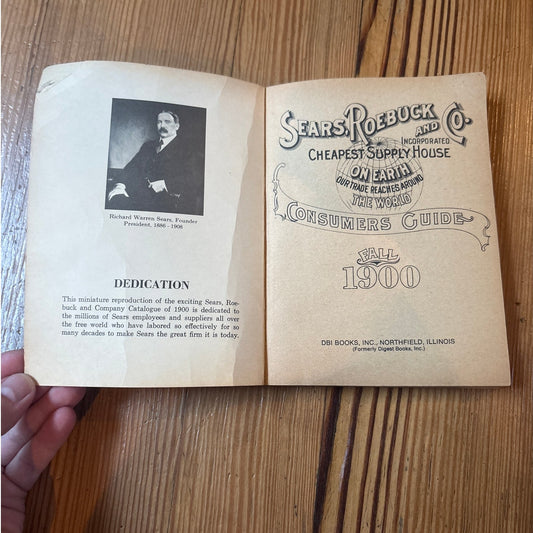 Richard Warren Sears, Founder
President, 1886 - 1908
DEDICATION
This miniature reproduction of the exciting Sears, Roe-
buck and Company Catalogue of 1900 is dedicated to
the millions of Sears employees and suppliers all over
the free world who have labored so effectively for so
many decades to make Sears the great firm it is today.
SEARS, ROEBUCK AND CO.
INCORPORATED
CHEAPEST SUPPLY HOUSE
ON EARTH
OUR TRADE REACHES AROUND
THE WORLD
CONSUMERS GUIDE
FALL
1900
DBI BOOKS, INC., NORTHFIELD, ILLINOIS
(Formerly Digest Books, Inc.)